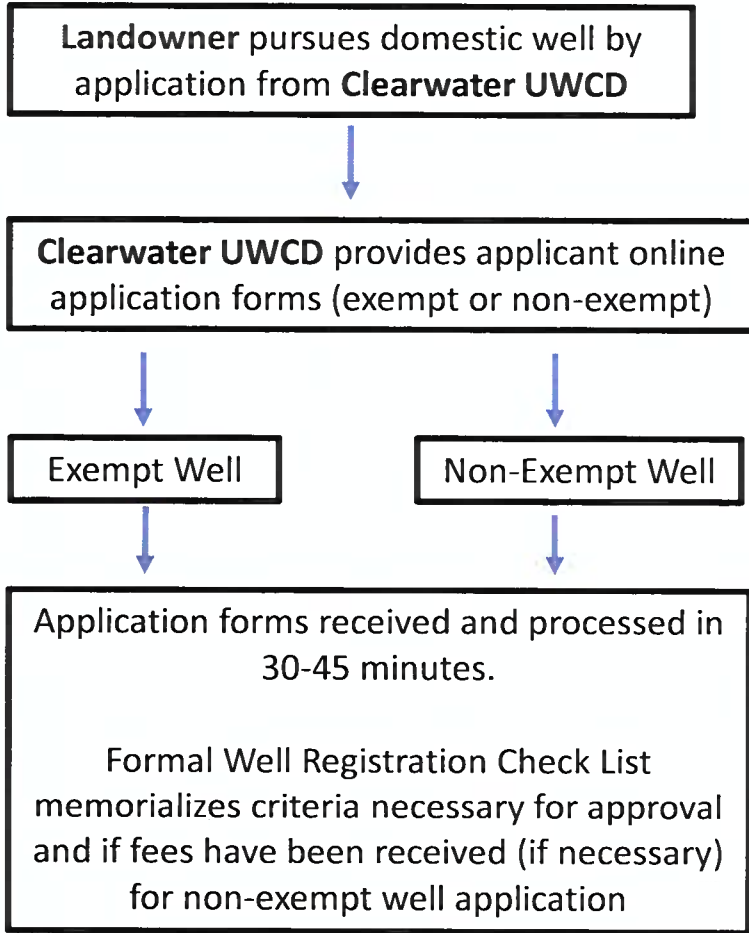 Landowner pursues domestic well by
application from Clearwater UWCD
Clearwater UWCD provides applicant online
application forms (exempt or non-exempt)
Exempt Well
Non-Exempt Well
Application forms received and processed in
30-45 minutes.
Formal Well Registration Check List
memorializes criteria necessary for approval
and if fees have been received (if necessary)
for non-exempt well application